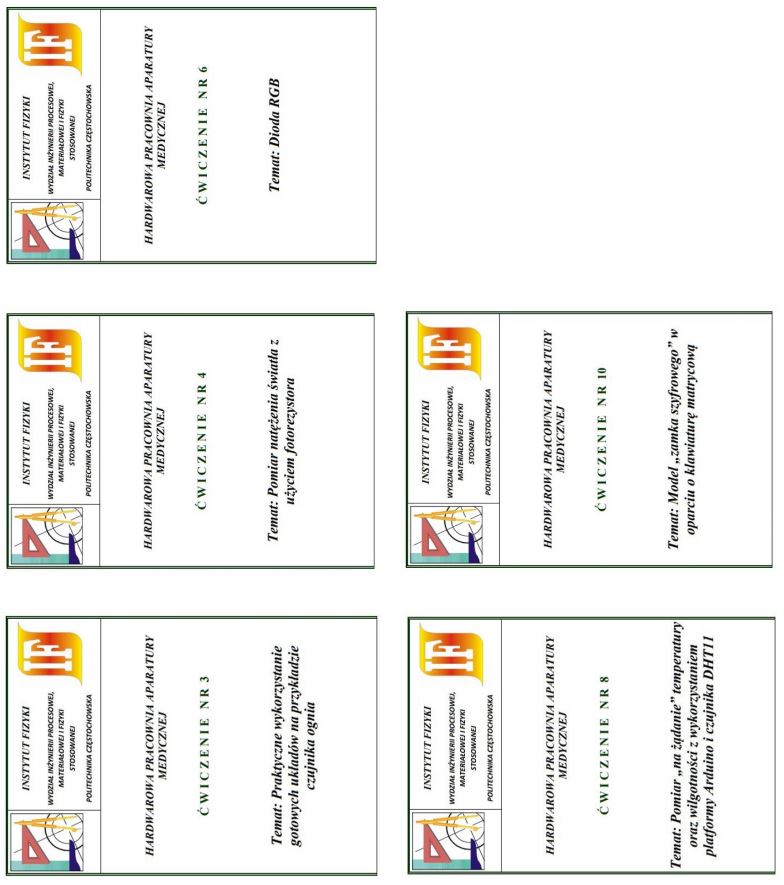 INSTYTUT FIZYKI
WYDZIAŁ INŻYNIERII PROCESOWEJ,
MATERIAŁOWEJ I FIZYKI
STOSOWANEJ
POLITECHNIKA CZĘSTOCHOWSKA
IF
HARDWAROWA PRACOWNIA APARATURY
MEDYCZNEJ
ĆWICZENIE NR 3
Temat: Praktyczne wykorzystanie
gotowych układów na przykładzie
czujnika ognia
INSTYTUT FIZYKI
WYDZIAŁ INŻYNIERII PROCESOWEJ,
MATERIAŁOWEJ I FIZYKI
STOSOWANEJ
POLITECHNIKA CZĘSTOCHOWSKA
IF
HARDWAROWA PRACOWNIA APARATURY
MEDYCZNEJ
ĆWICZENIE NR 4
Temat: Pomiar natężenia światła z
użyciem fotorezystora
INSTYTUT FIZYKI
WYDZIAŁ INŻYNIERII PROCESOWEJ,
MATERIAŁOWEJ I FIZYKI
STOSOWANEJ
POLITECHNIKA CZĘSTOCHOWSKA
IF
HARDWAROWA PRACOWNIA APARATURY
MEDYCZNEJ
ĆWICZENIE NR 6
Temat: Dioda RGB
INSTYTUT FIZYKI
WYDZIAŁ INŻYNIERII PROCESOWEJ,
MATERIAŁOWEJ I FIZYKI
STOSOWANEJ
POLITECHNIKA CZĘSTOCHOWSKA
IF
HARDWAROWA PRACOWNIA APARATURY
MEDYCZNEJ
ĆWICZENIE NR 8
Temat: Pomiar „na żądanie” temperatury
oraz wilgotności z wykorzystaniem
platformy Arduino i czujnika DHT11
INSTYTUT FIZYKI
WYDZIAŁ INŻYNIERII PROCESOWEJ,
MATERIAŁOWEJ I FIZYKI
STOSOWANEJ
POLITECHNIKA CZĘSTOCHOWSKA
IF
HARDWAROWA PRACOWNIA APARATURY
MEDYCZNEJ
ĆWICZENIE NR 10
Temat: Model „zamka szyfrowego” w
oparciu o klawiaturę matrycową